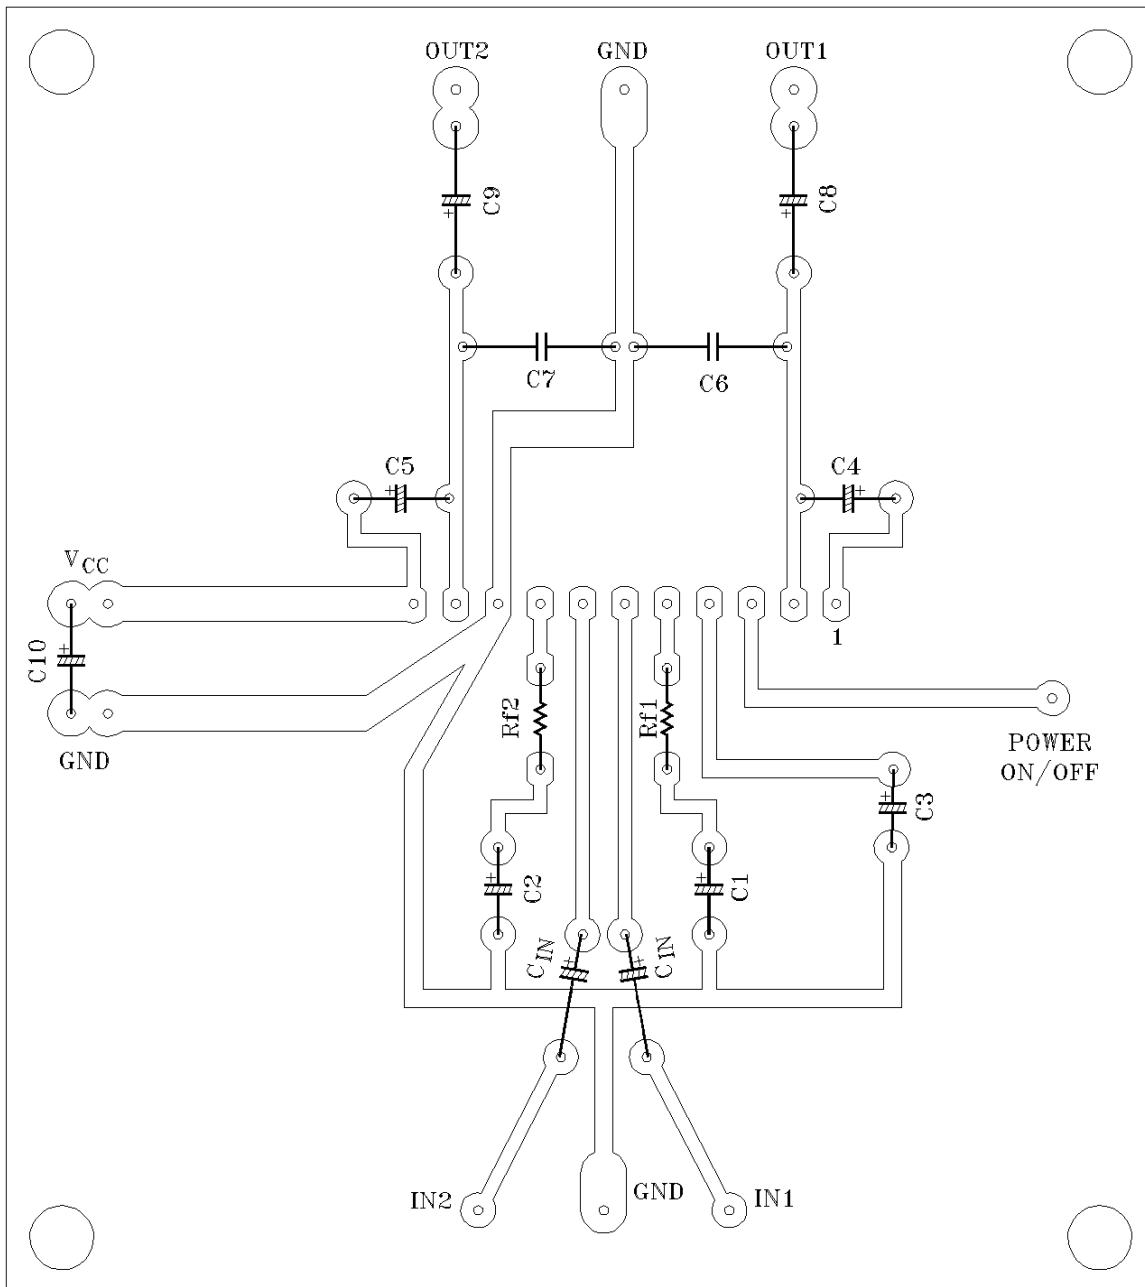 OUT2
GND
OUT1
C9
C8
C7
C6
C5
C4
VCC
1
C10
Rf2
Rf1
POWER
ON/OFF
GND
C3
C2
C1
CIN
CIN
IN2
GND
IN1